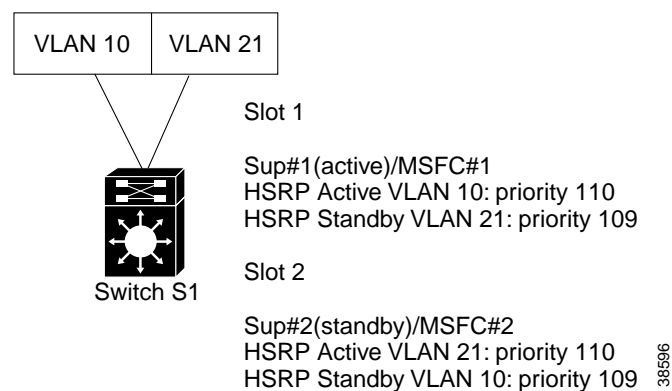 VLAN 10 VLAN 21
Slot 1
Sup#1(active)/MSFC#1
HSRP Active VLAN 10: priority 110
HSRP Standby VLAN 21: priority 109
Switch S1
Slot 2
Sup#2(standby)/MSFC#2
HSRP Active VLAN 21: priority 110
HSRP Standby VLAN 10: priority 109
38596